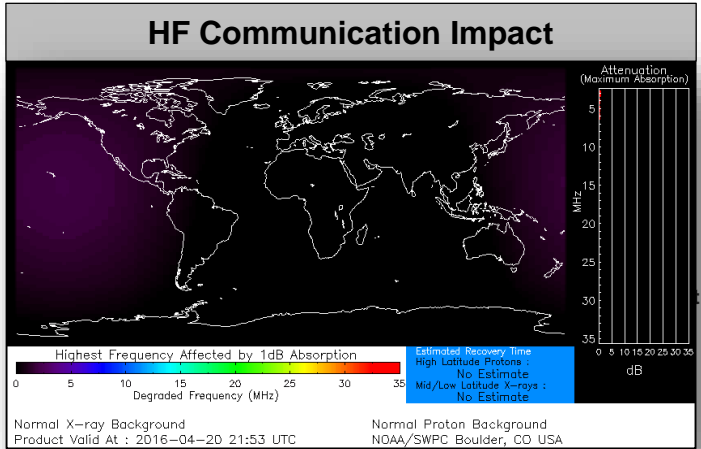 HF Communication Impact
Attenuation
(Maximum Absorption)
5
10
15
20
25
30
35
MHz
0 5 10 15 20 25 30 35
dB
Highest Frequency Affected by 1dB Absorption
0 5 10 15 20 25 30 35
Degraded Frequency (MHz)
Estimated Recovery Time
High Latitude Protons :
No Estimate
Mid/Low Latitude X-rays :
No Estimate
Normal X-ray Background
Product Valid At : 2016-04-20 21:53 UTC
Normal Proton Background
NOAA/SWPC Boulder, CO USA